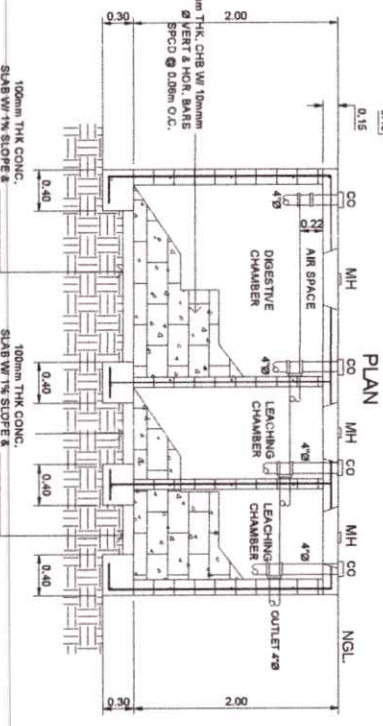 PLAN
CO
MH
CO
MH
CO
MH
CO
NGL
0.15
0.22
AIR SPACE
4"Ø
4"Ø
4"Ø
4"Ø
DIGESTIVE
CHAMBER
LEACHING
CHAMBER
LEACHING
CHAMBER
OUTLET 4"Ø
2.00
0.30
2.00
0.30
THK. CHB W/ 10mm
Ø VERT & HOR. BARS
SPCD @ 0.06m O.C.
0.40
0.40
0.40
0.40
100mm THK CONC.
SLAB W/ 1% SLOPE &
100mm THK CONC.
SLAB W/ 1% SLOPE &